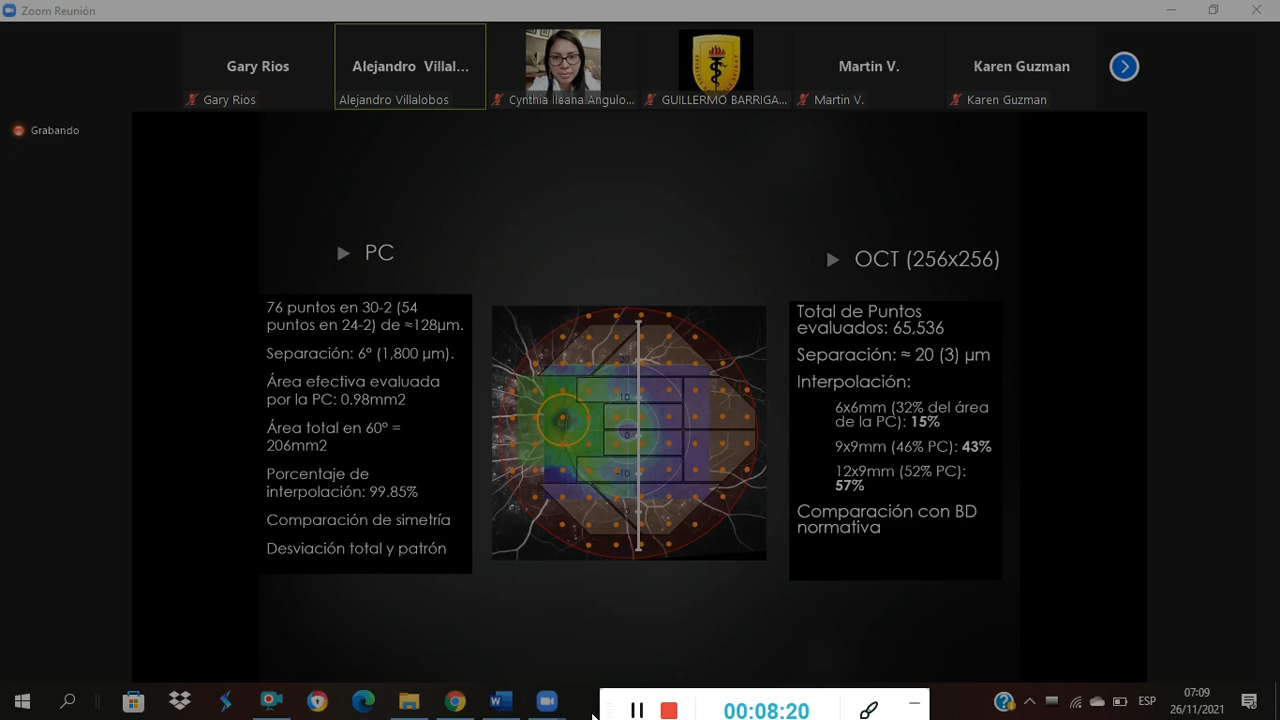 Zoom Reunión
Gary Rios
Alejandro Villal...
Martin V.
Karen Guzman
Gary Rios
Alejandro Villalobos
Cynthia Ileana Angulo...
GUILLERMO BARRIGA...
Martin V.
Karen Guzman
Grabando
PC
76 puntos en 30-2 (54
puntos en 24-2) de ≈128µm.
Separación: 6° (1,800 µm).
Área efectiva evaluada
por la PC: 0.98mm2
Área total en 60° =
206mm2
Porcentaje de
interpolación: 99.85%
Comparación de simetría
Desviación total y patrón
10
0
-10
OCT (256x256)
Total de Puntos
evaluados: 65,536
Separación: ≈ 20 (3) µm
Interpolación:
6x6mm (32% del área
de la PC): 15%
9x9mm (46% PC): 43%
12x9mm (52% PC):
57%
Comparación con BD
normativa
00:08:20
ESP
07:09
26/11/2021